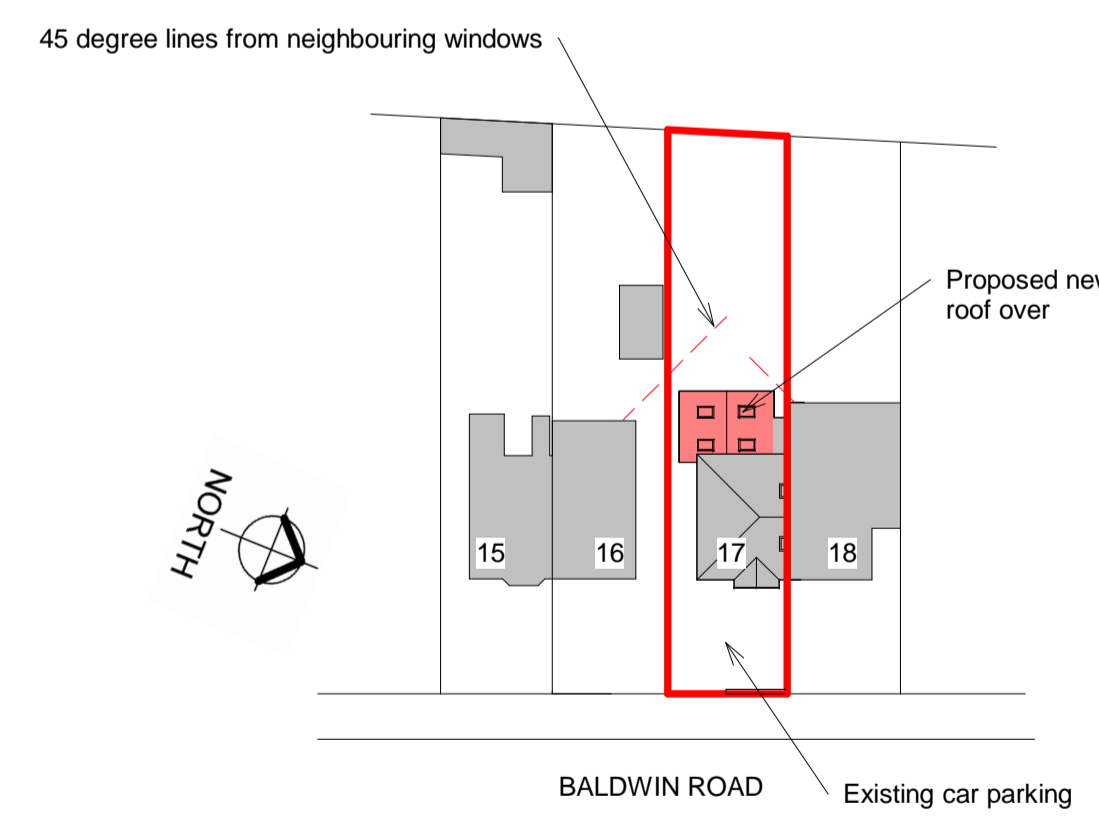 45 degree lines from neighbouring windows
Proposed
roof over
NORTH
15
16
17
18
BALDWIN ROAD
Existing car parking